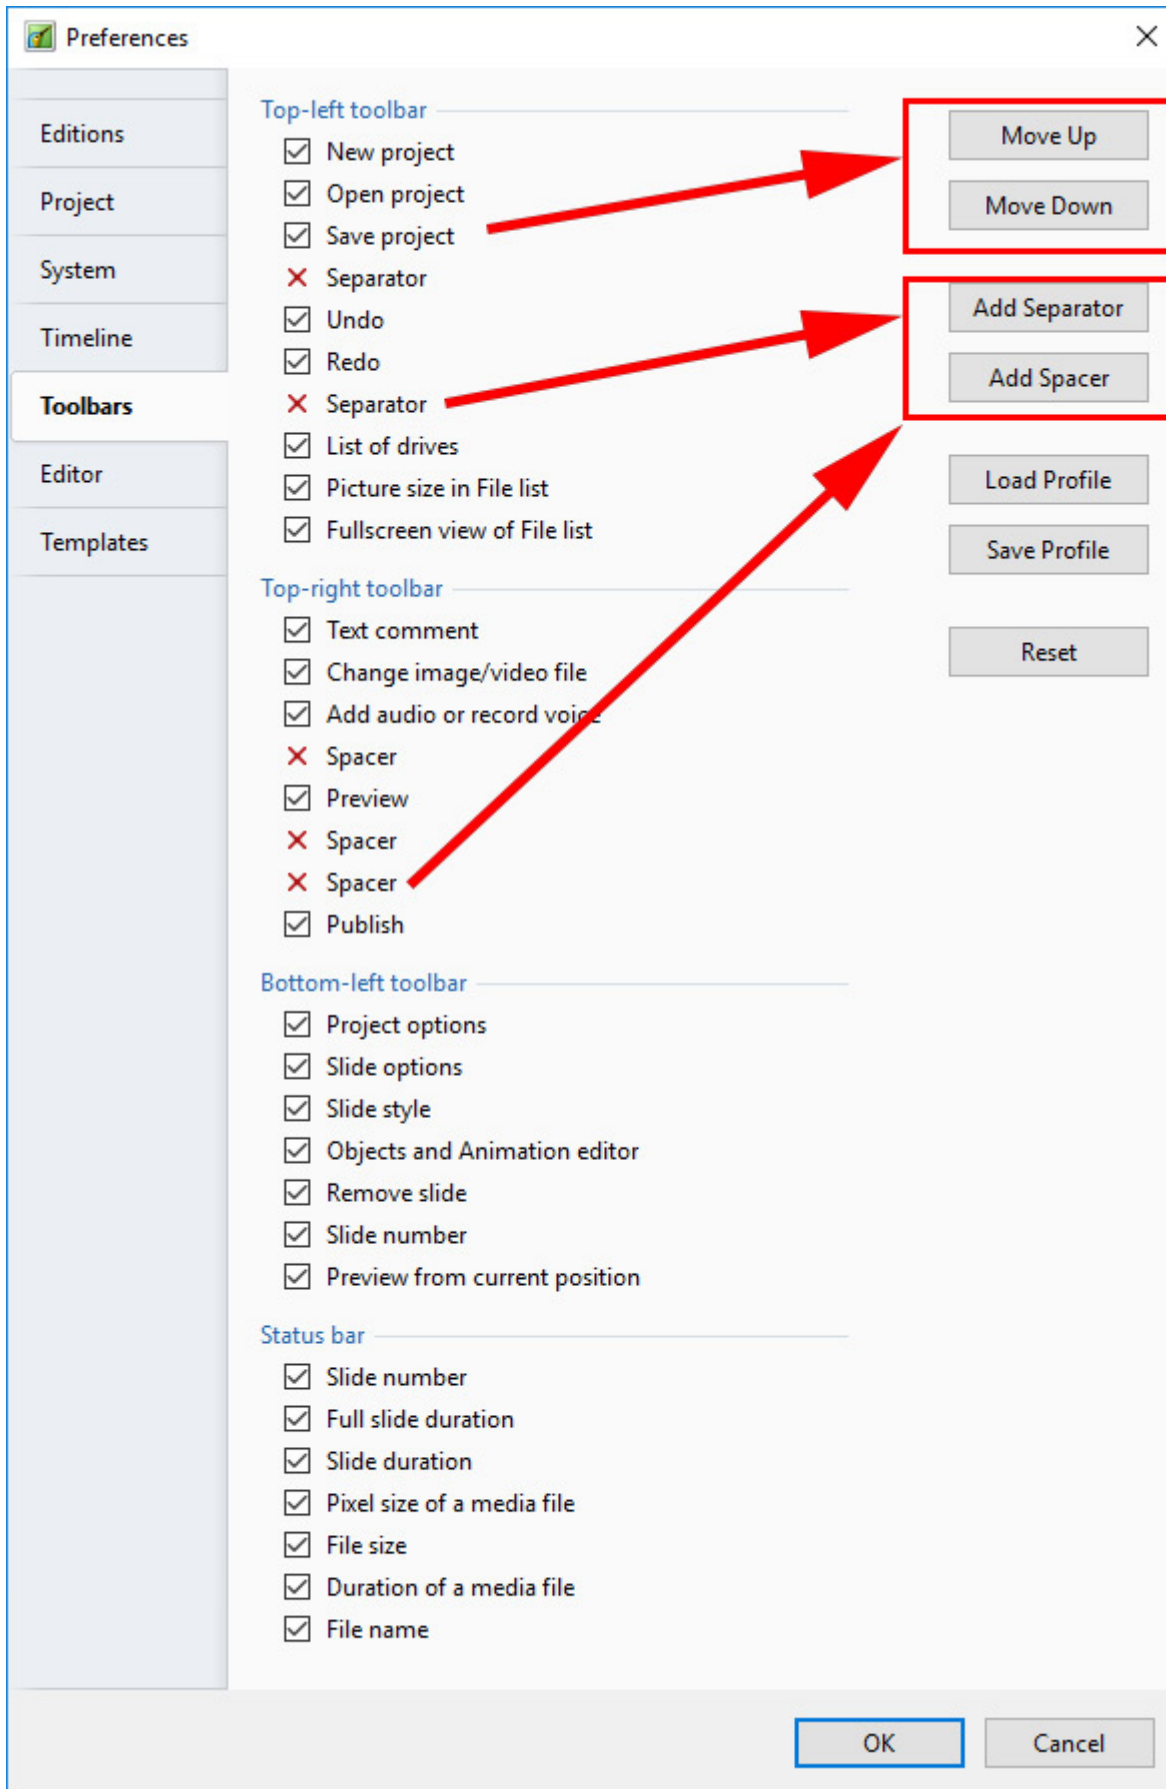 Preferences
Editions
Project
System
Timeline
Toolbars
Editor
Templates
Top-left toolbar
New project
Open project
Save project
Separator
Undo
Redo
Separator
List of drives
Picture size in File list
Fullscreen view of File list
Top-right toolbar
Text comment
Change image/video file
Add audio or record voice
Spacer
Preview
Spacer
Spacer
Publish
Bottom-left toolbar
Project options
Slide options
Slide style
Objects and Animation editor
Remove slide
Slide number
Preview from current position
Status bar
Slide number
Full slide duration
Slide duration
Pixel size of a media file
File size
Duration of a media file
File name
Move Up
Move Down
Add Separator
Add Spacer
Load Profile
Save Profile
Reset
OK
Cancel